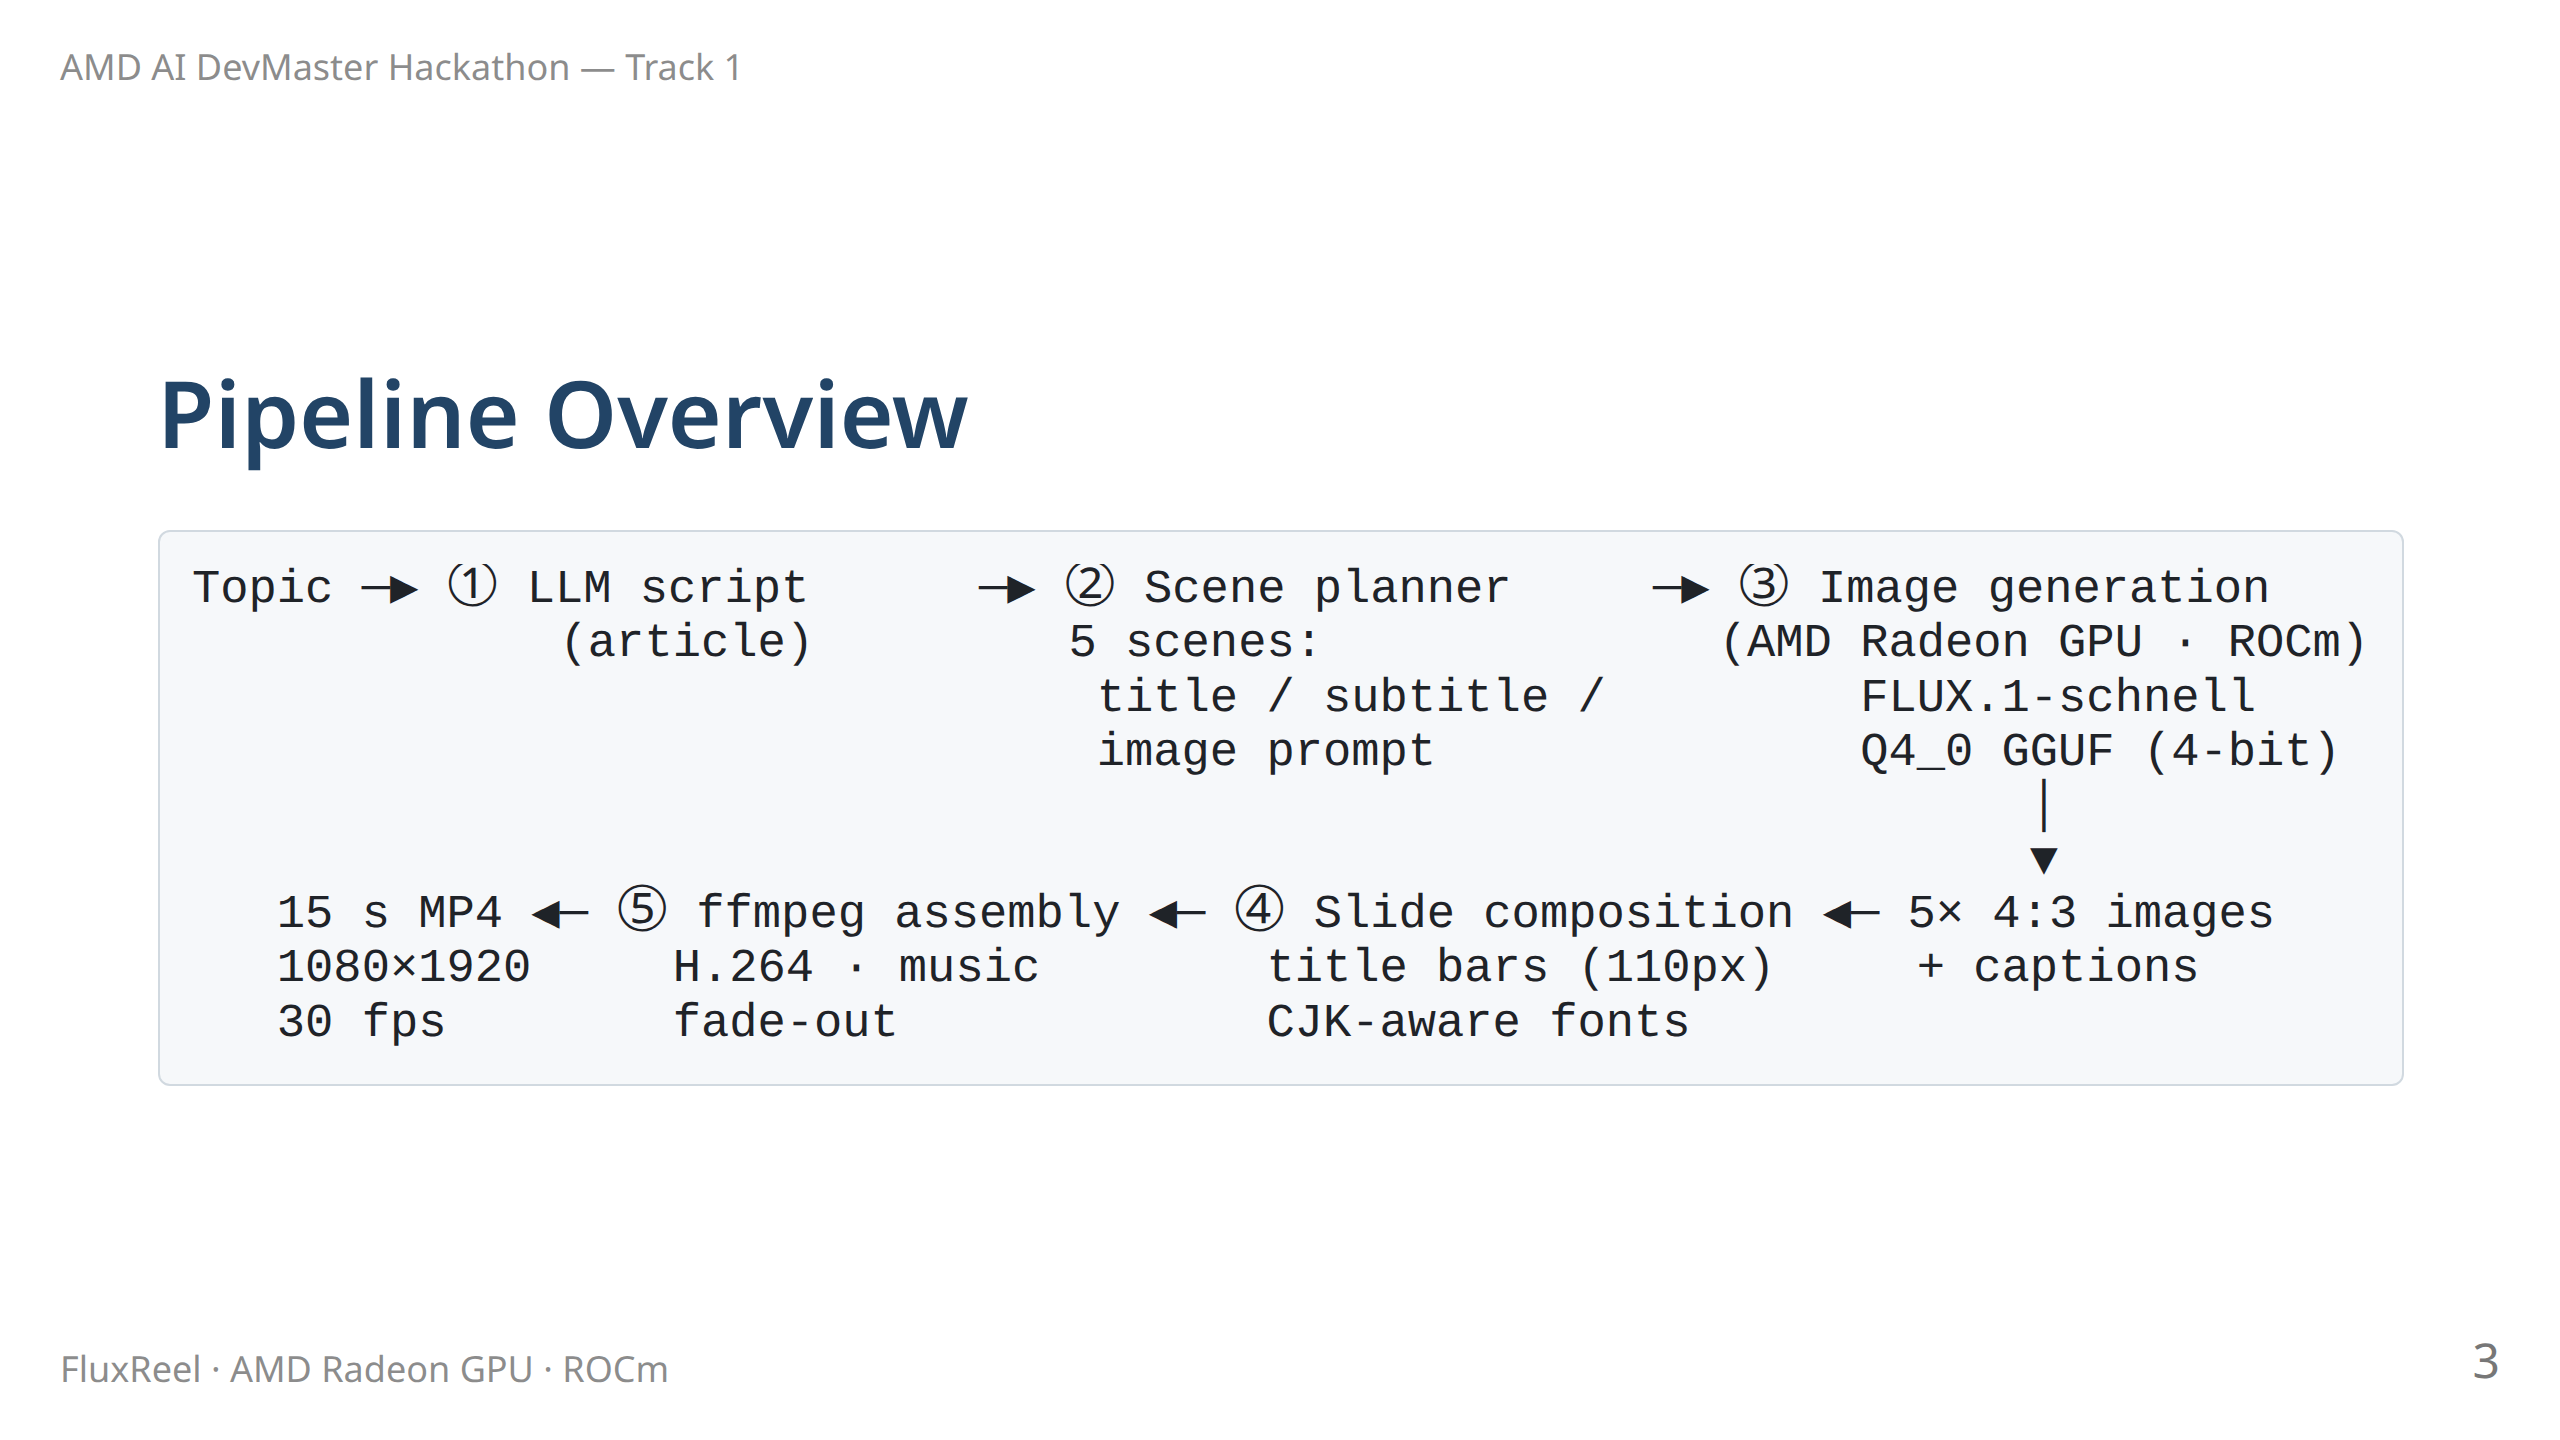 AMD AI DevMaster Hackathon — Track 1
Pipeline Overview
Topic ─▶ ① LLM script ─▶ ② Scene planner ─▶ ③ Image generation
(article) 5 scenes: (AMD Radeon GPU · ROCm)
title / subtitle / FLUX.1-schnell
image prompt Q4_0 GGUF (4-bit)
│
▼
15 s MP4 ◀─ ⑤ ffmpeg assembly ◀─ ④ Slide composition ◀─ 5× 4:3 images
1080×1920 H.264 · music title bars (110px) + captions
30 fps fade-out CJK-aware fonts
FluxReel · AMD Radeon GPU · ROCm
3